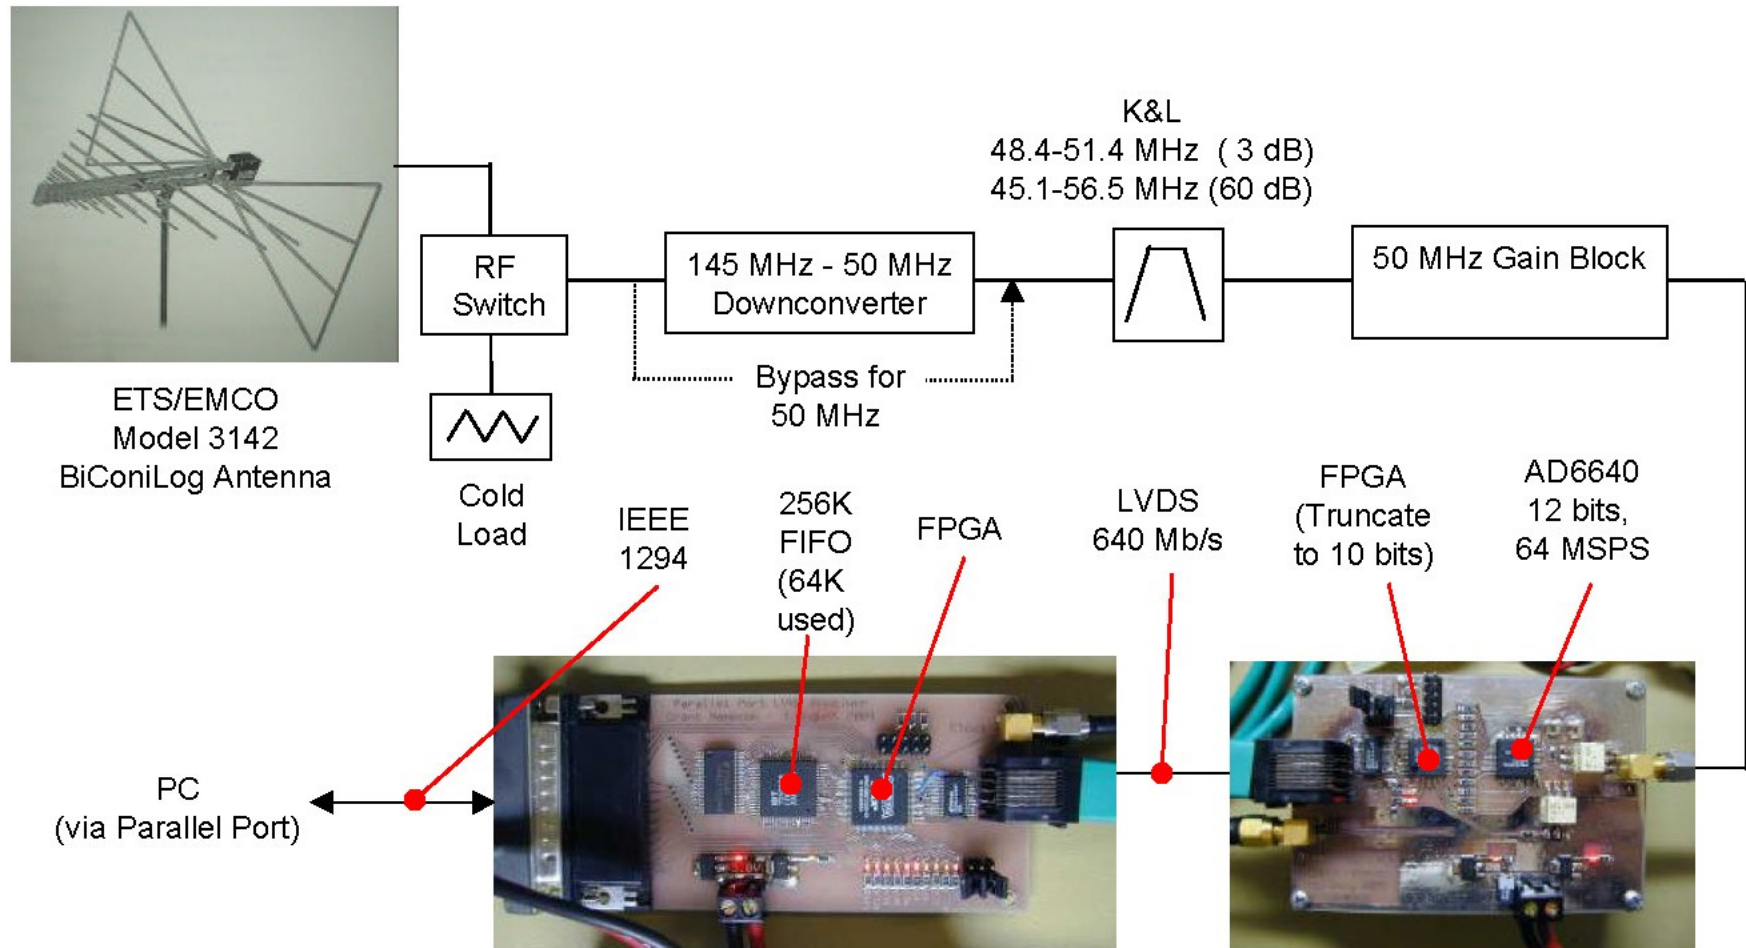 K&L
48.4-51.4 MHz ( 3 dB)
45.1-56.5 MHz (60 dB)
RF
Switch
145 MHz - 50 MHz
Downconverter
50 MHz Gain Block
Bypass for
50 MHz
ETS/EMCO
Model 3142
BiConiLog Antenna
Cold
Load
IEEE
1294
256K
FIFO
(64K
used)
FPGA
LVDS
640 Mb/s
FPGA
(Truncate
to 10 bits)
AD6640
12 bits,
64 MSPS
PC
(via Parallel Port)
Parallel Port